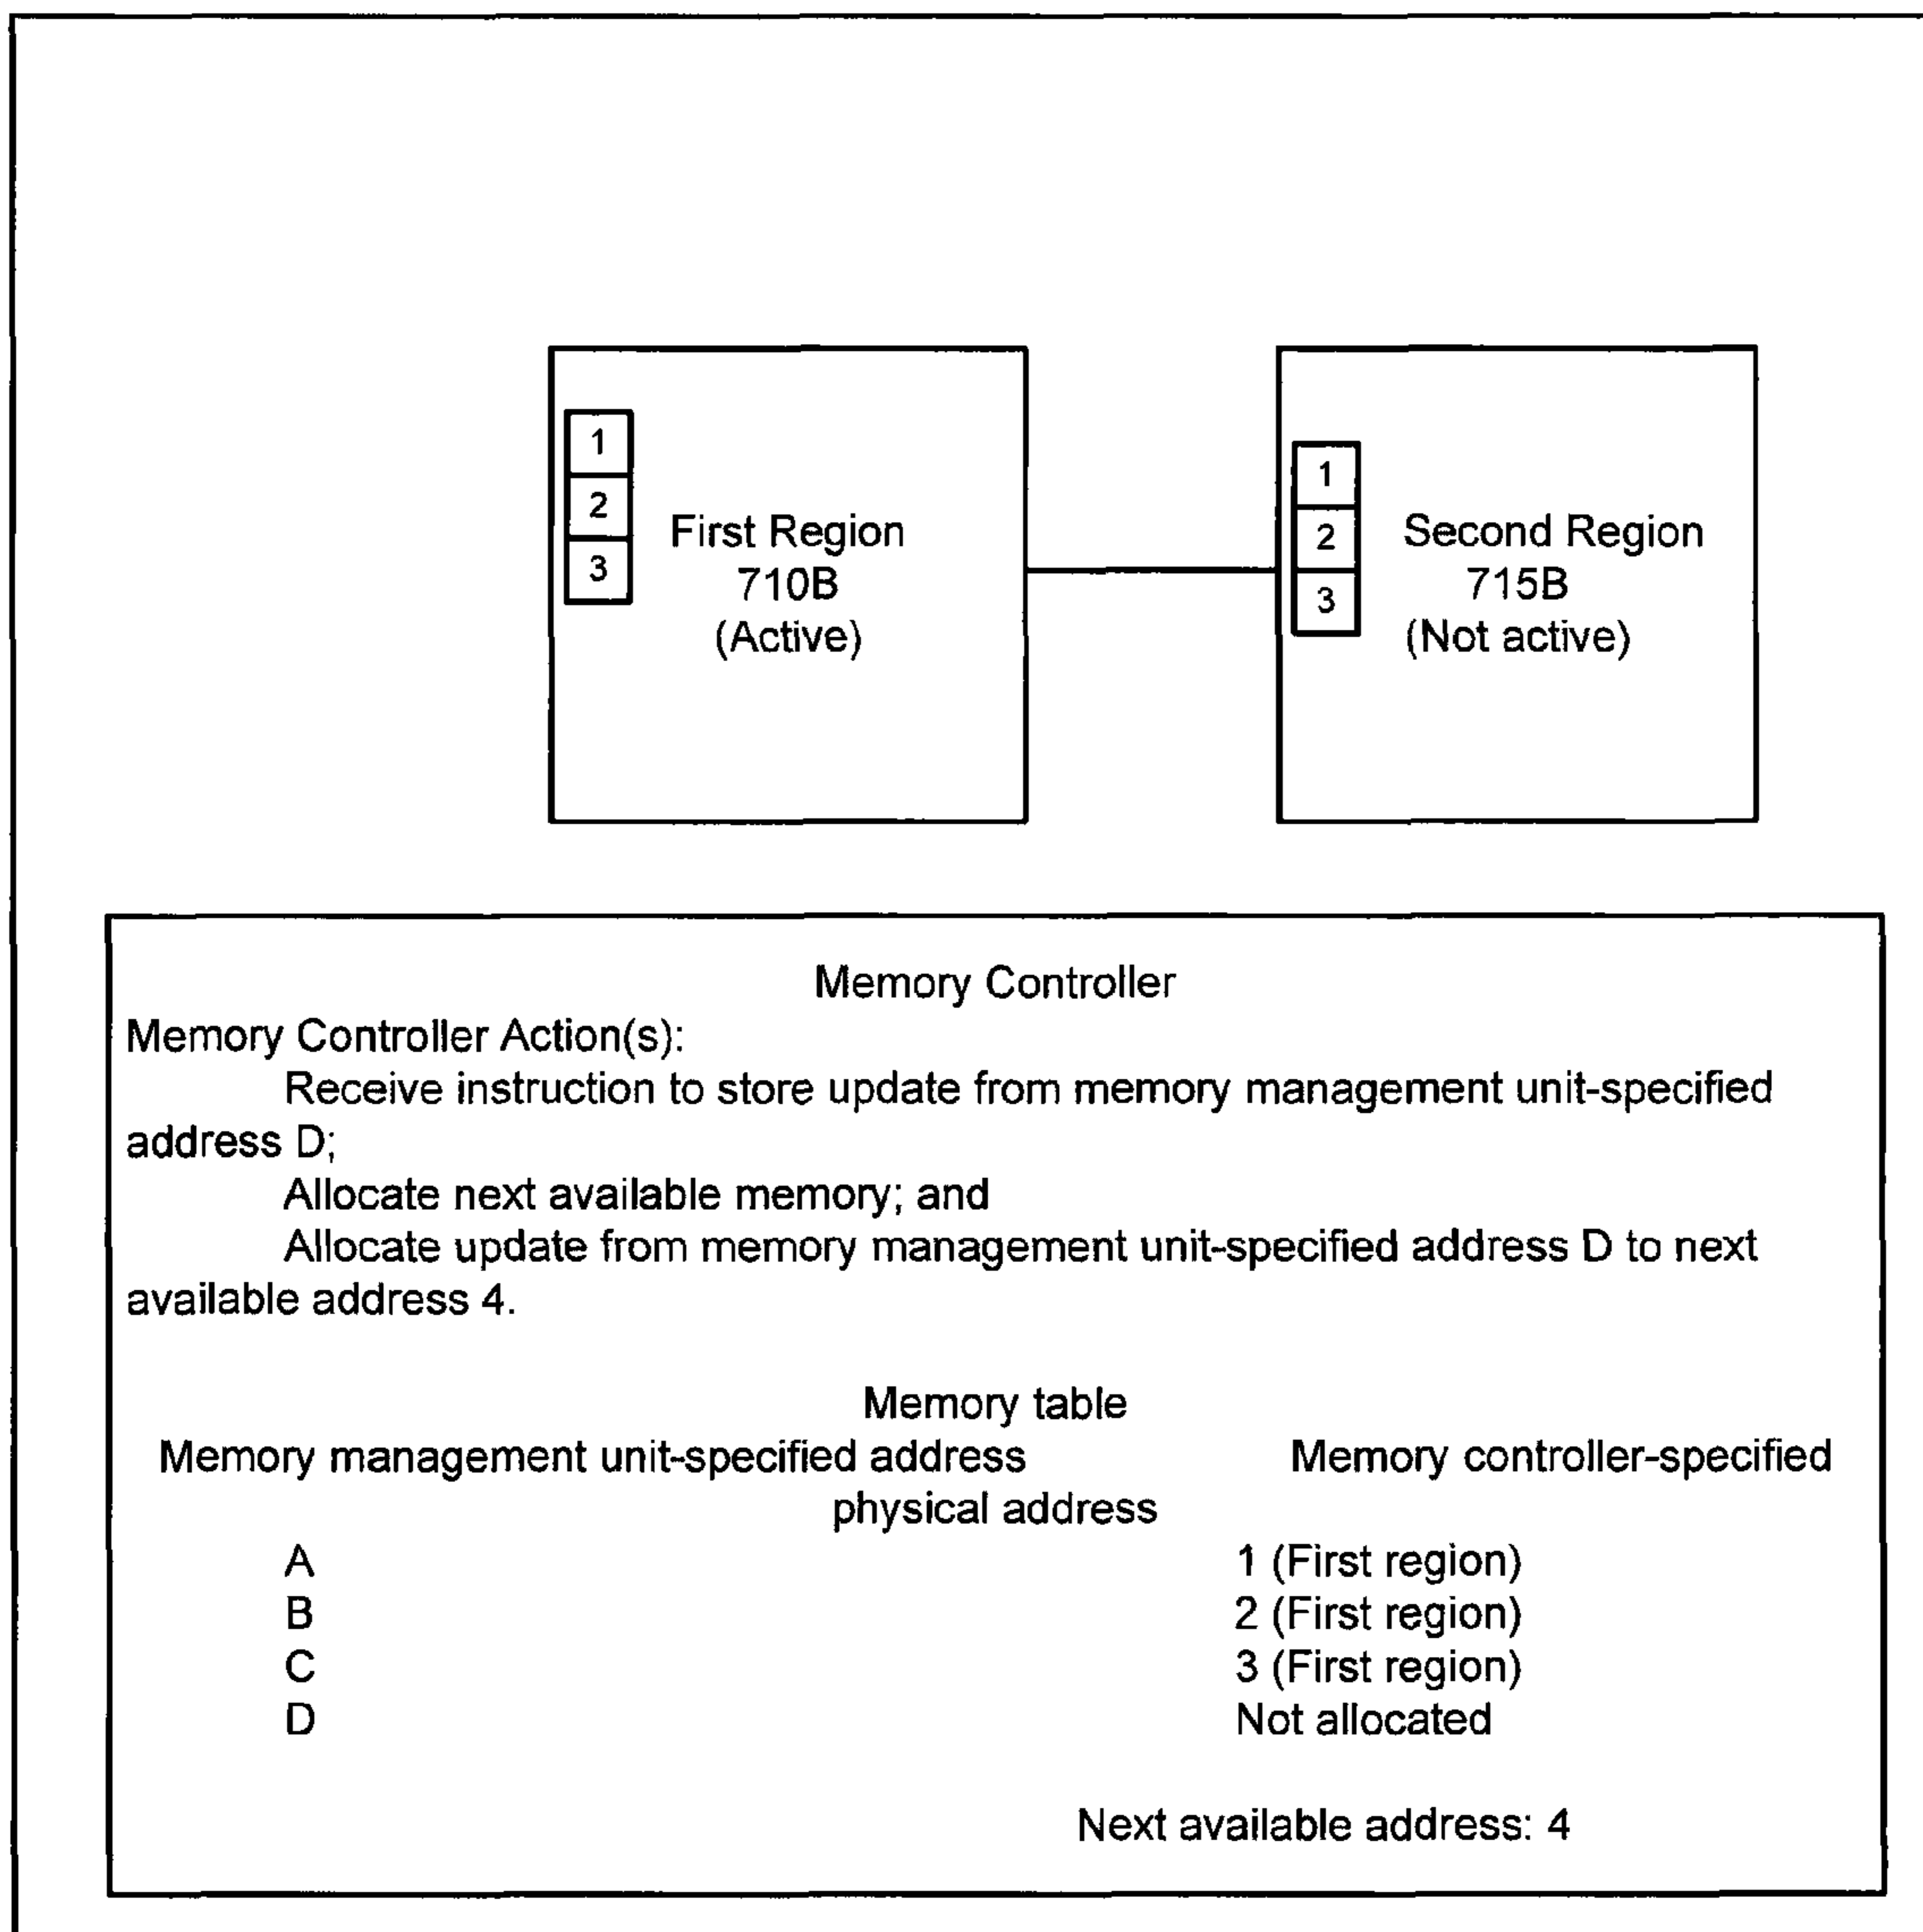 1
2
3
First Region
710B
(Active)
1
2
3
Second Region
715B
(Not active)
Memory Controller
Memory Controller Action(s):
Receive instruction to store update from memory management unit-specified
address D;
Allocate next available memory; and
Allocate update from memory management unit-specified address D to next
available address 4.
Memory table
Memory management unit-specified address Memory controller-specified
physical address
A 1 (First region)
B 2 (First region)
C 3 (First region)
D Not allocated
Next available address: 4